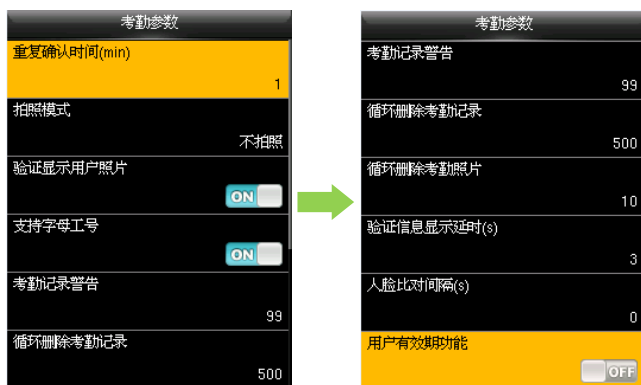 考勤参数
重复确认时间(min)
1
拍照模式
不拍照
验证显示用户照片
ON
支持字母工号
ON
考勤记录警告
99
循环删除考勤记录
500
考勤参数
考勤记录警告
99
循环删除考勤记录
500
循环删除考勤照片
10
验证信息显示延时(s)
3
人脸比对间隔(s)
0
用户有效期功能
OFF